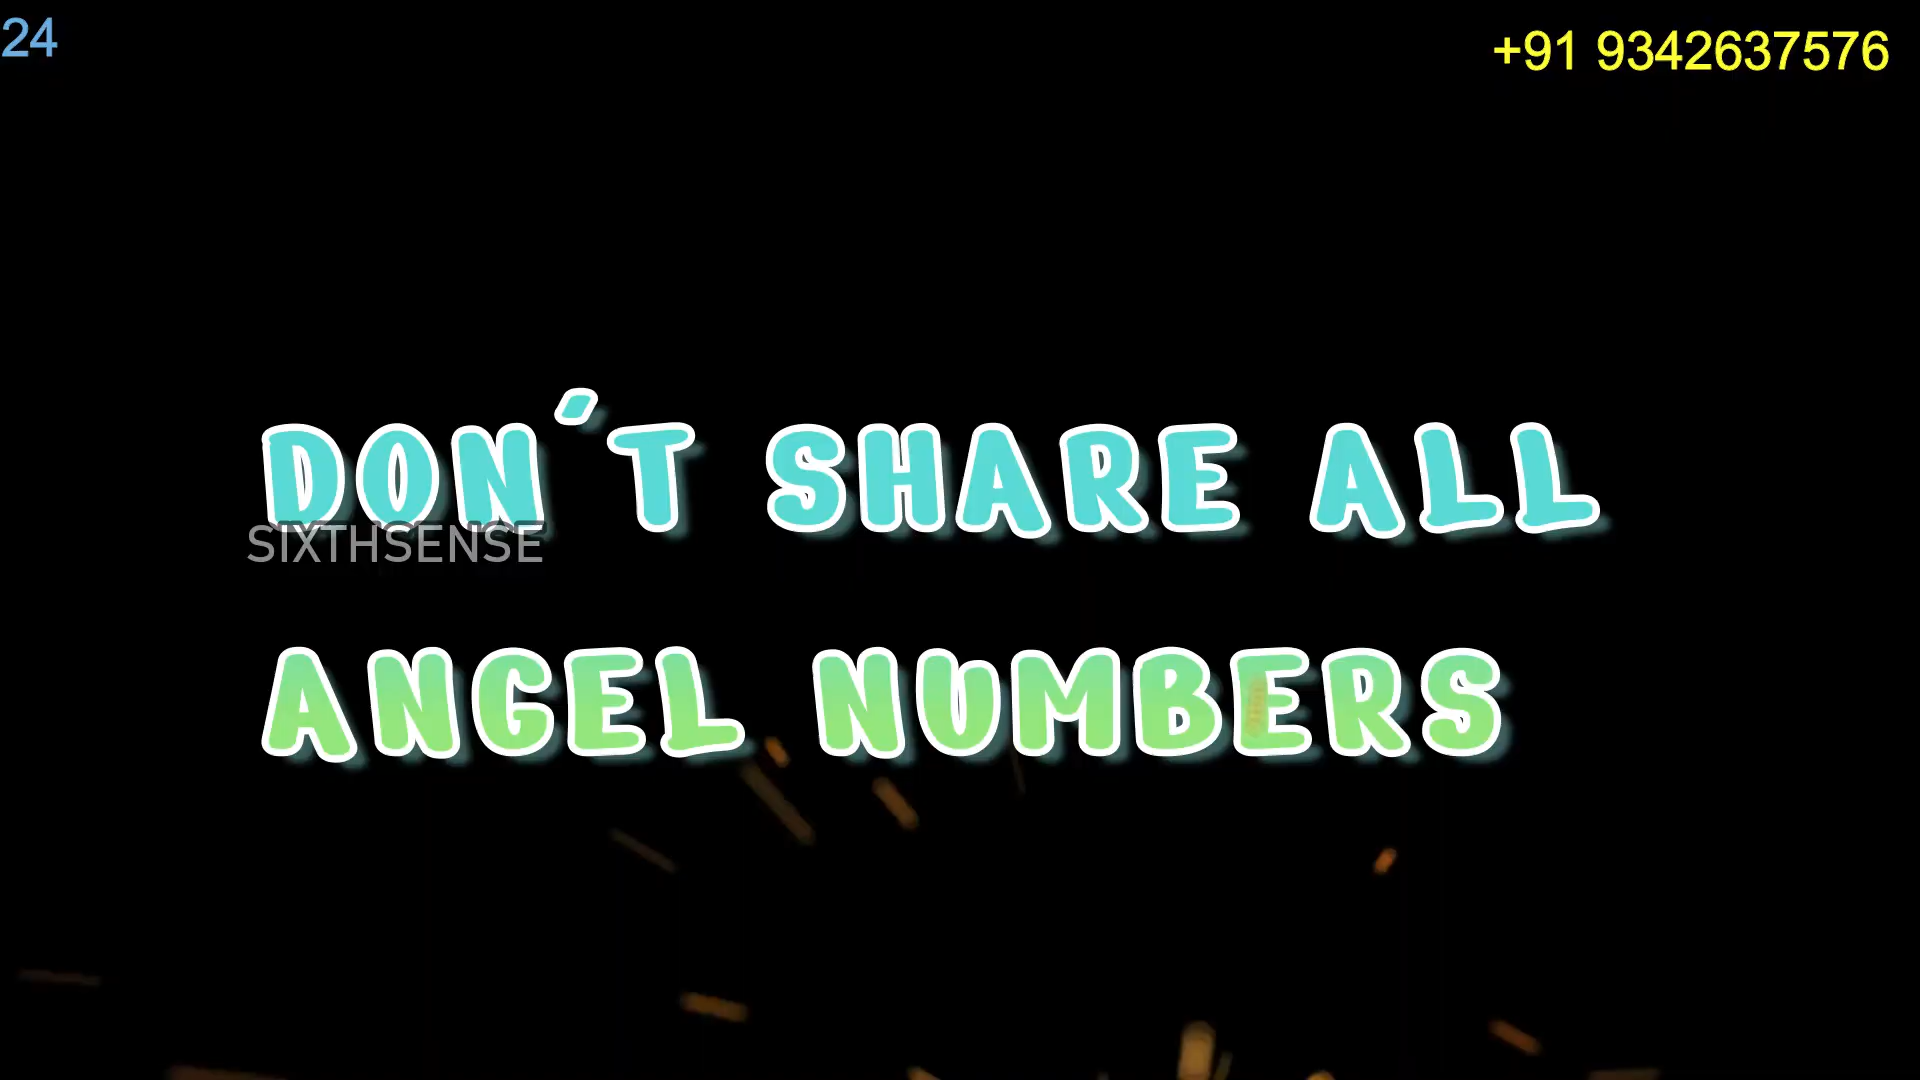 24
+91 9342637576
DON'T SHARE ALL
SIXTHSENSE
ANGEL NUMBERS